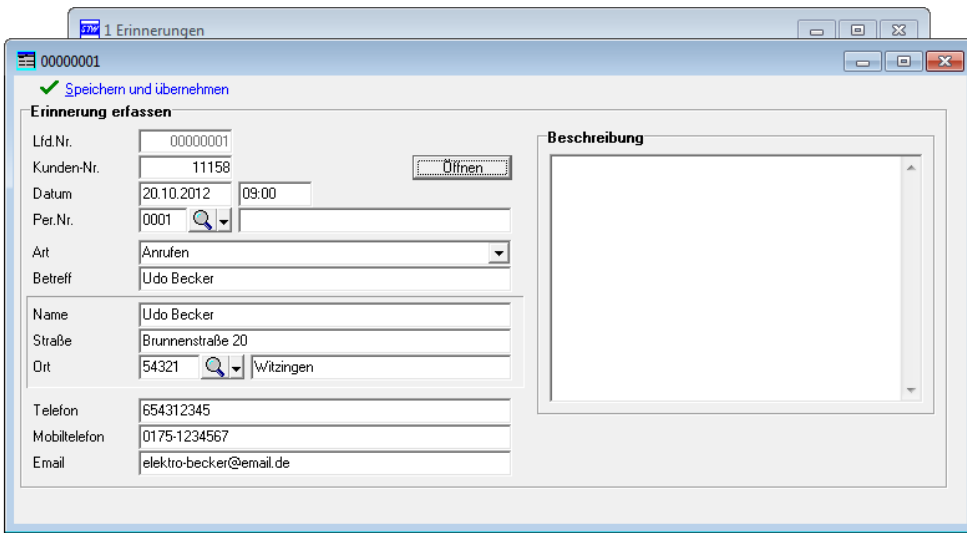 STW 1 Erinnerungen
00000001
Speichern und übernehmen
Erinnerung erfassen
Lfd.Nr. 00000001
Kunden-Nr. 11158 Öffnen
Datum 20.10.2012 09:00
Per.Nr. 0001
Art Anrufen
Betreff Udo Becker
Name Udo Becker
Straße Brunnenstraße 20
Ort 54321 Witzingen
Telefon 654312345
Mobiltelefon 0175-1234567
Email elektro-becker@email.de
Beschreibung